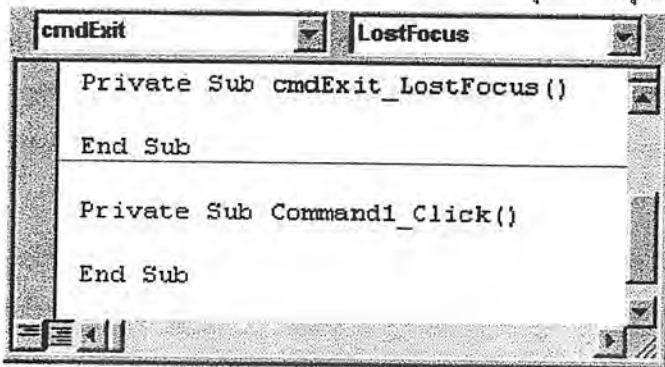 cmdExit LostFocus
Private Sub cmdExit_LostFocus()
End Sub
Private Sub Command1_Click()
End Sub